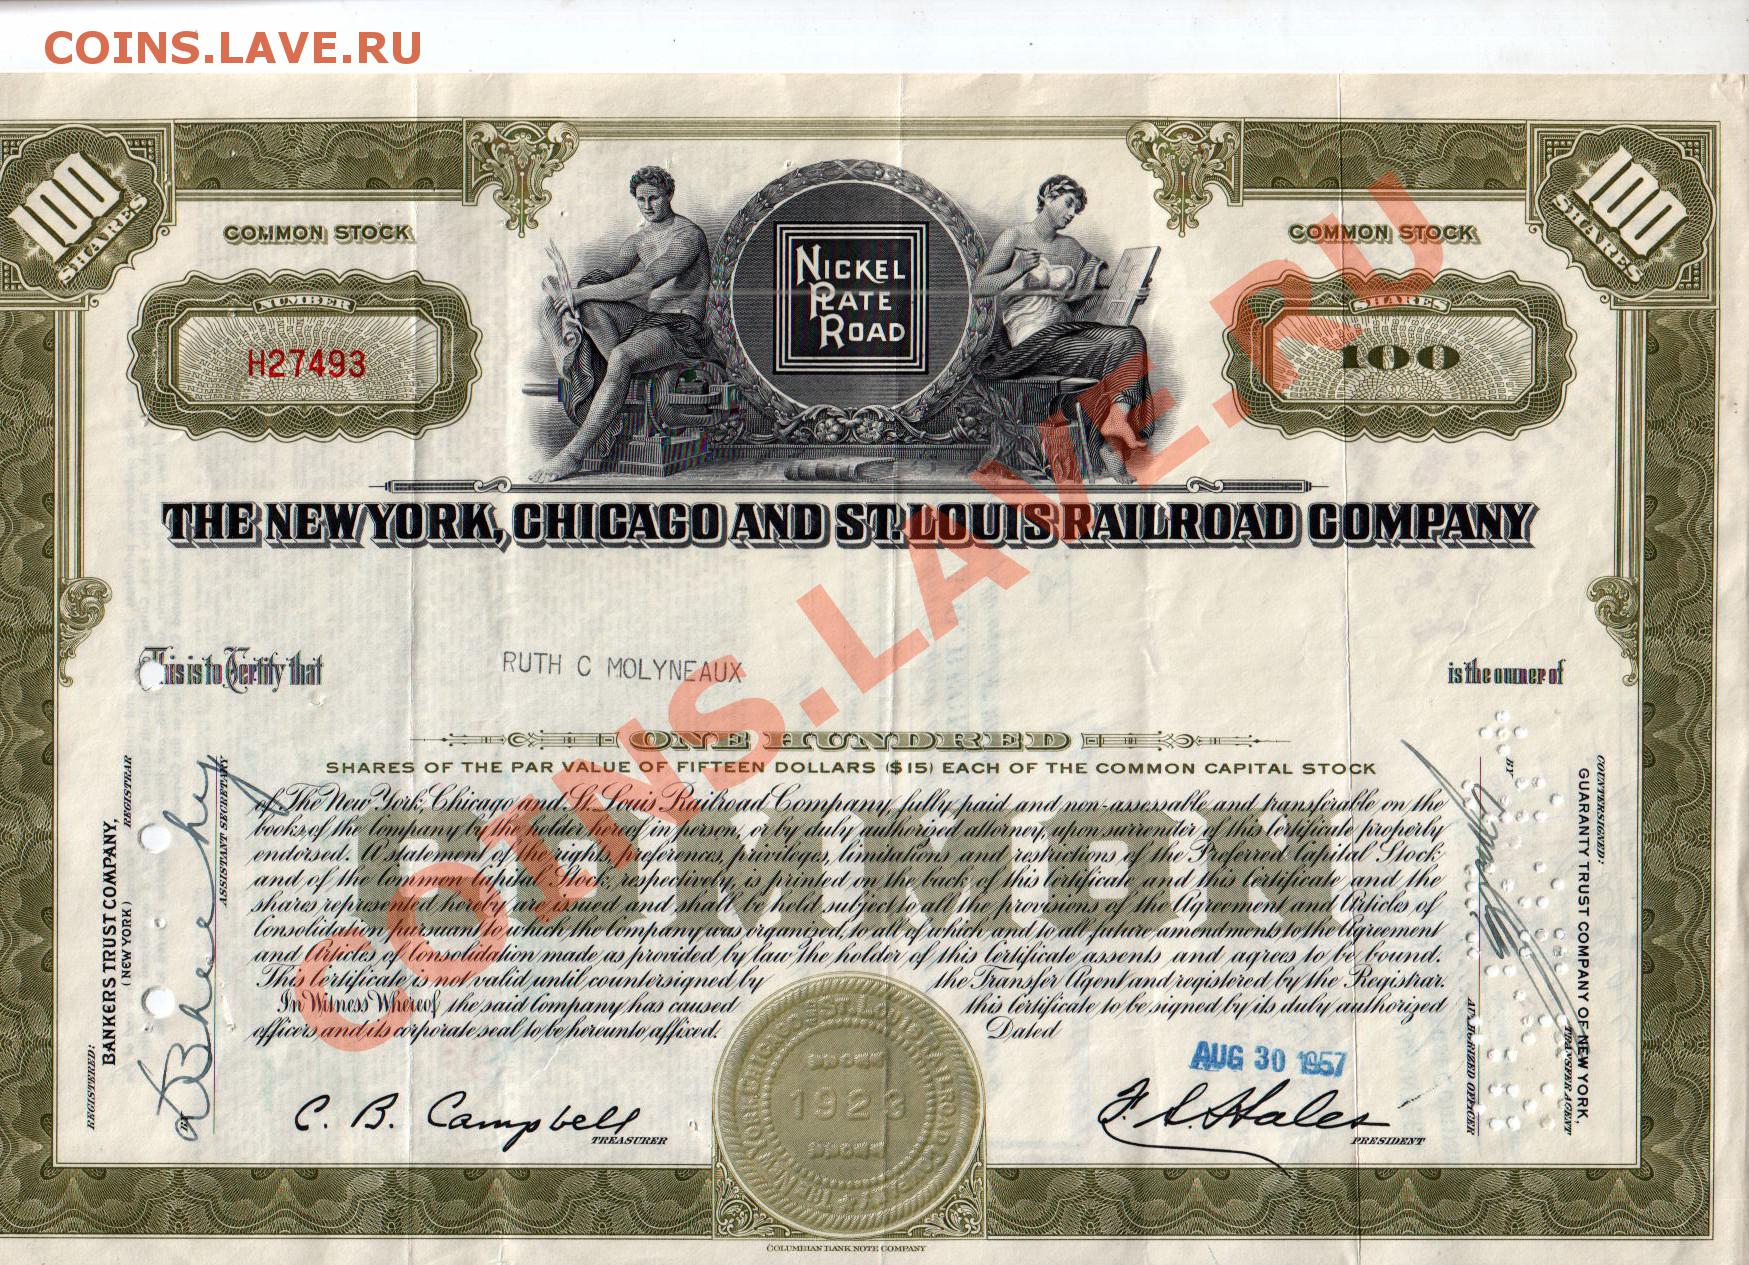 COINS.LAVE.RU
100
SHARES
100
SHARES
COMMON STOCK
COMMON STOCK
NUMBER
H27493
NICKEL
PLATE
ROAD
SHARES
100
THE NEW YORK, CHICAGO AND ST. LOUIS RAILROAD COMPANY
This is to Certify that RUTH C MOLYNEAUX is the owner of
ONE HUNDRED
SHARES OF THE PAR VALUE OF FIFTEEN DOLLARS ($15) EACH OF THE COMMON CAPITAL STOCK
of The New York, Chicago and St. Louis Railroad Company, fully paid and non-assessable and transferable on the
books of the Company by the holder hereof in person, or by duly authorized attorney, upon surrender of this certificate properly
endorsed. A statement of the rights, preferences, privileges, limitations and restrictions of the Preferred Capital Stock
and of the Common Capital Stock, respectively, is printed on the back of this Certificate and this Certificate and the
shares represented hereby are issued and shall be held subject to all the provisions of the Agreement and Articles of
Consolidation pursuant to which the Company was organized, to all of which and to all future amendments to the Agreement
and Articles of Consolidation made as provided by law the holder of this Certificate assents and agrees to be bound.
This Certificate is not valid until countersigned by the Transfer Agent and registered by the Registrar.
In Witness Whereof the said Company has caused this Certificate to be signed by its duly authorized
officers and its corporate seal to be hereunto affixed. Dated
AUG 30 1957
COMMON
C. B. Campbell
TREASURER
PRESIDENT
REGISTERED:
BANKERS TRUST COMPANY,
(NEW YORK)
REGISTRAR
BY
ASSISTANT SECRETARY
COUNTERSIGNED:
GUARANTY TRUST COMPANY OF NEW YORK,
TRANSFER AGENT
BY
AUTHORIZED OFFICER
COLUMBIAN BANK NOTE COMPANY
COINS.LAVE.RU